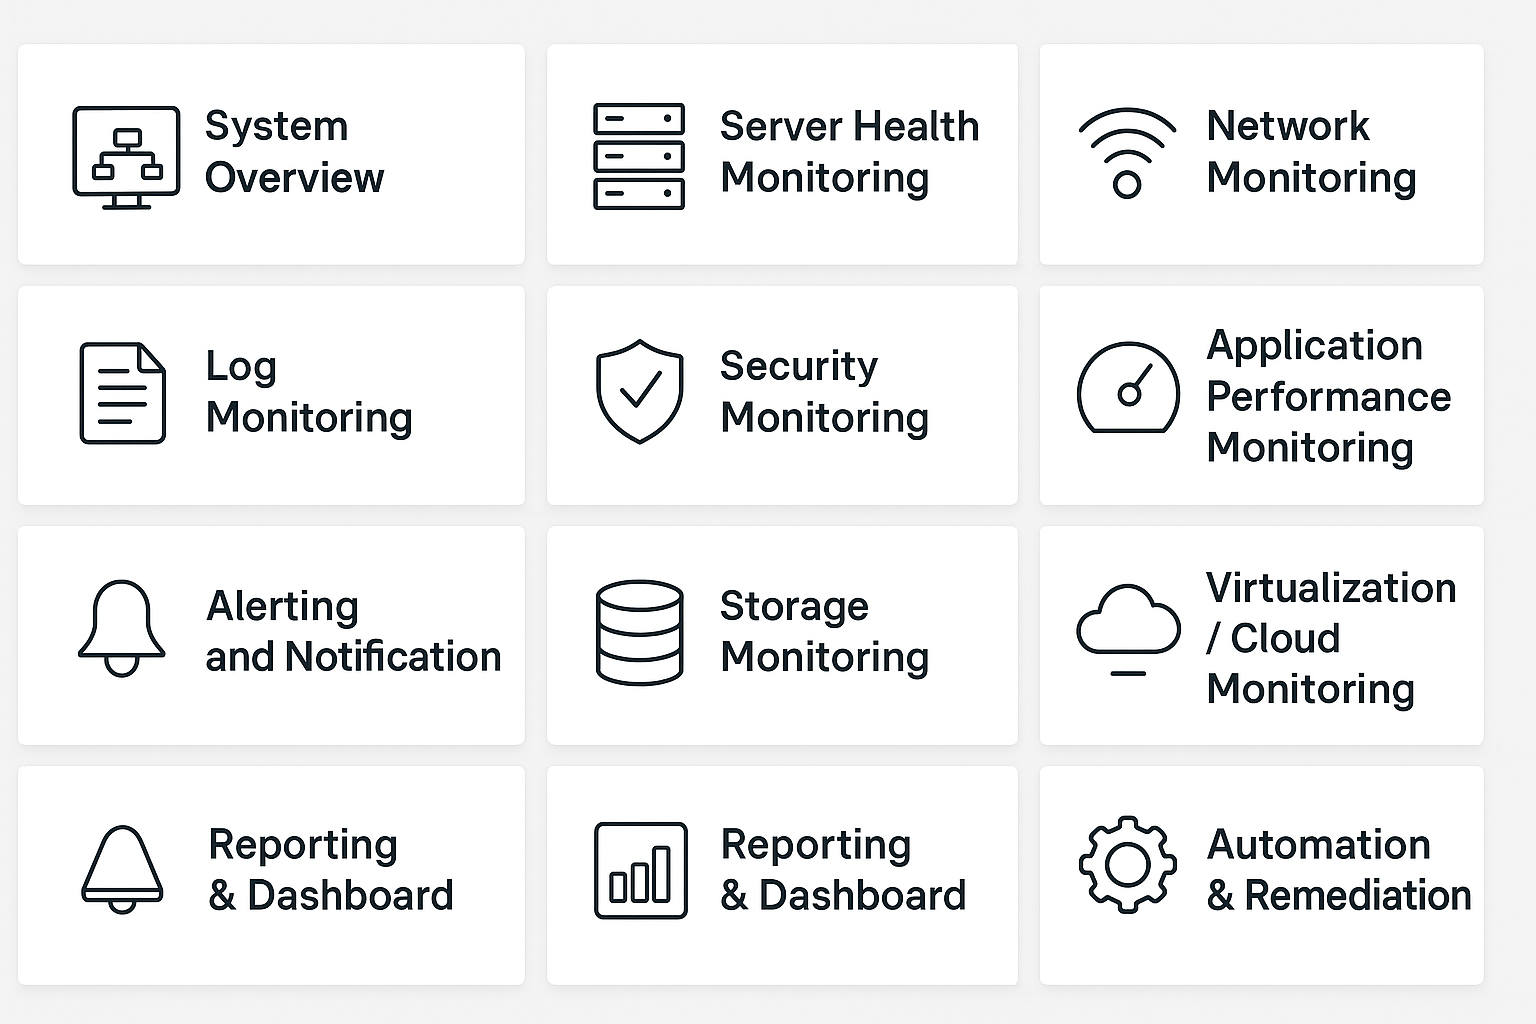 System
Overview
Server Health
Monitoring
Network
Monitoring
Log
Monitoring
Security
Monitoring
Application
Performance
Monitoring
Alerting
and Notification
Storage
Monitoring
Virtualization
/ Cloud
Monitoring
Reporting
& Dashboard
Reporting
& Dashboard
Automation
& Remediation